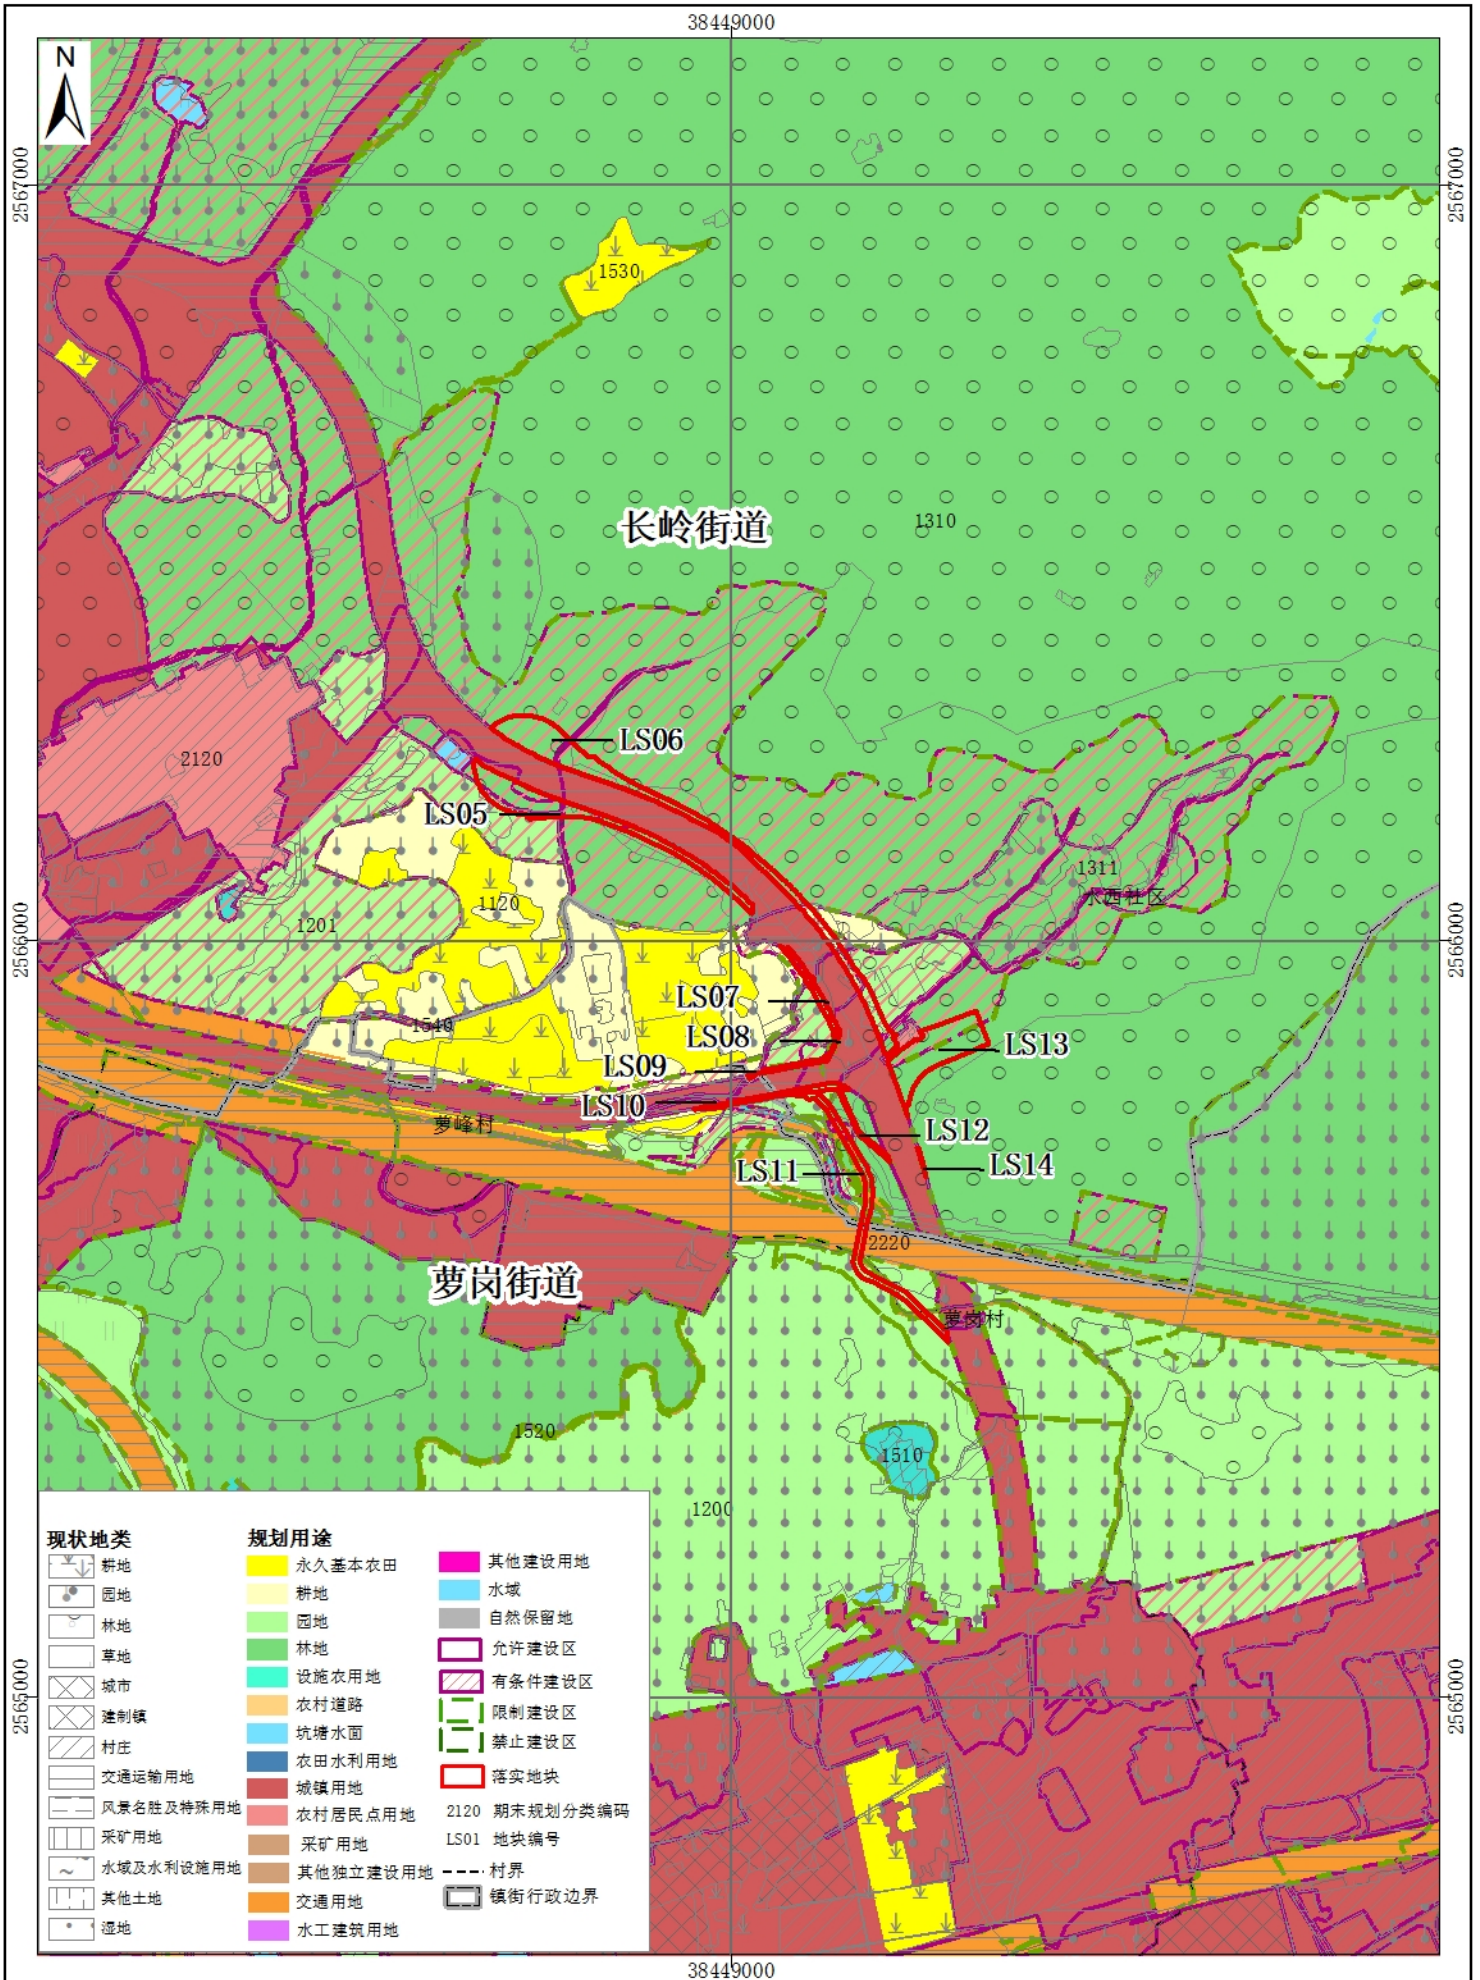 38449000
N
2567000
2567000
1530
长岭街道
1310
LS06
2120
LS05
1311
水西社区
1120
1201
2566000
2566000
LS07
1540
LS08
LS13
LS09
LS10
萝峰村
LS12
LS14
LS11
2220
萝岗街道
萝岗村
1520
1510
1200
现状地类
耕地
园地
林地
草地
城市
建制镇
村庄
交通运输用地
风景名胜及特殊用地
采矿用地
水域及水利设施用地
其他土地
湿地
规划用途
永久基本农田
耕地
园地
林地
设施农用地
农村道路
坑塘水面
农田水利用地
城镇用地
农村居民点用地
采矿用地
其他独立建设用地
交通用地
水工建筑用地
其他建设用地
水域
自然保留地
允许建设区
有条件建设区
限制建设区
禁止建设区
落实地块
2120 期末规划分类编码
LS01 地块编号
村界
镇街行政边界
2565000
2565000
38449000